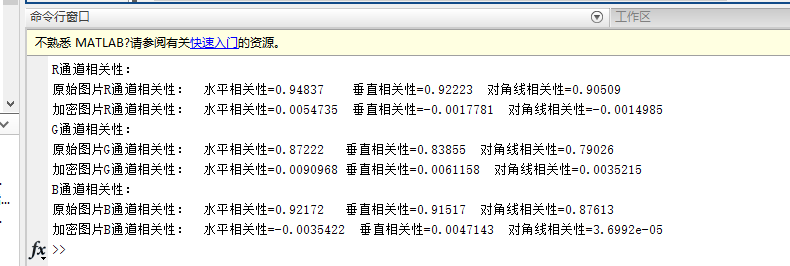 命令行窗口 工作区
不熟悉 MATLAB?请参阅有关快速入门的资源。
R通道相关性:
原始图片R通道相关性: 水平相关性=0.94837 垂直相关性=0.92223 对角线相关性=0.90509
加密图片R通道相关性: 水平相关性=0.0054735 垂直相关性=-0.0017781 对角线相关性=-0.0014985
G通道相关性:
原始图片G通道相关性: 水平相关性=0.87222 垂直相关性=0.83855 对角线相关性=0.79026
加密图片G通道相关性: 水平相关性=0.0090968 垂直相关性=0.0061158 对角线相关性=0.0035215
B通道相关性:
原始图片B通道相关性: 水平相关性=0.92172 垂直相关性=0.91517 对角线相关性=0.87613
加密图片B通道相关性: 水平相关性=-0.0035422 垂直相关性=0.0047143 对角线相关性=3.6992e-05
fx >>